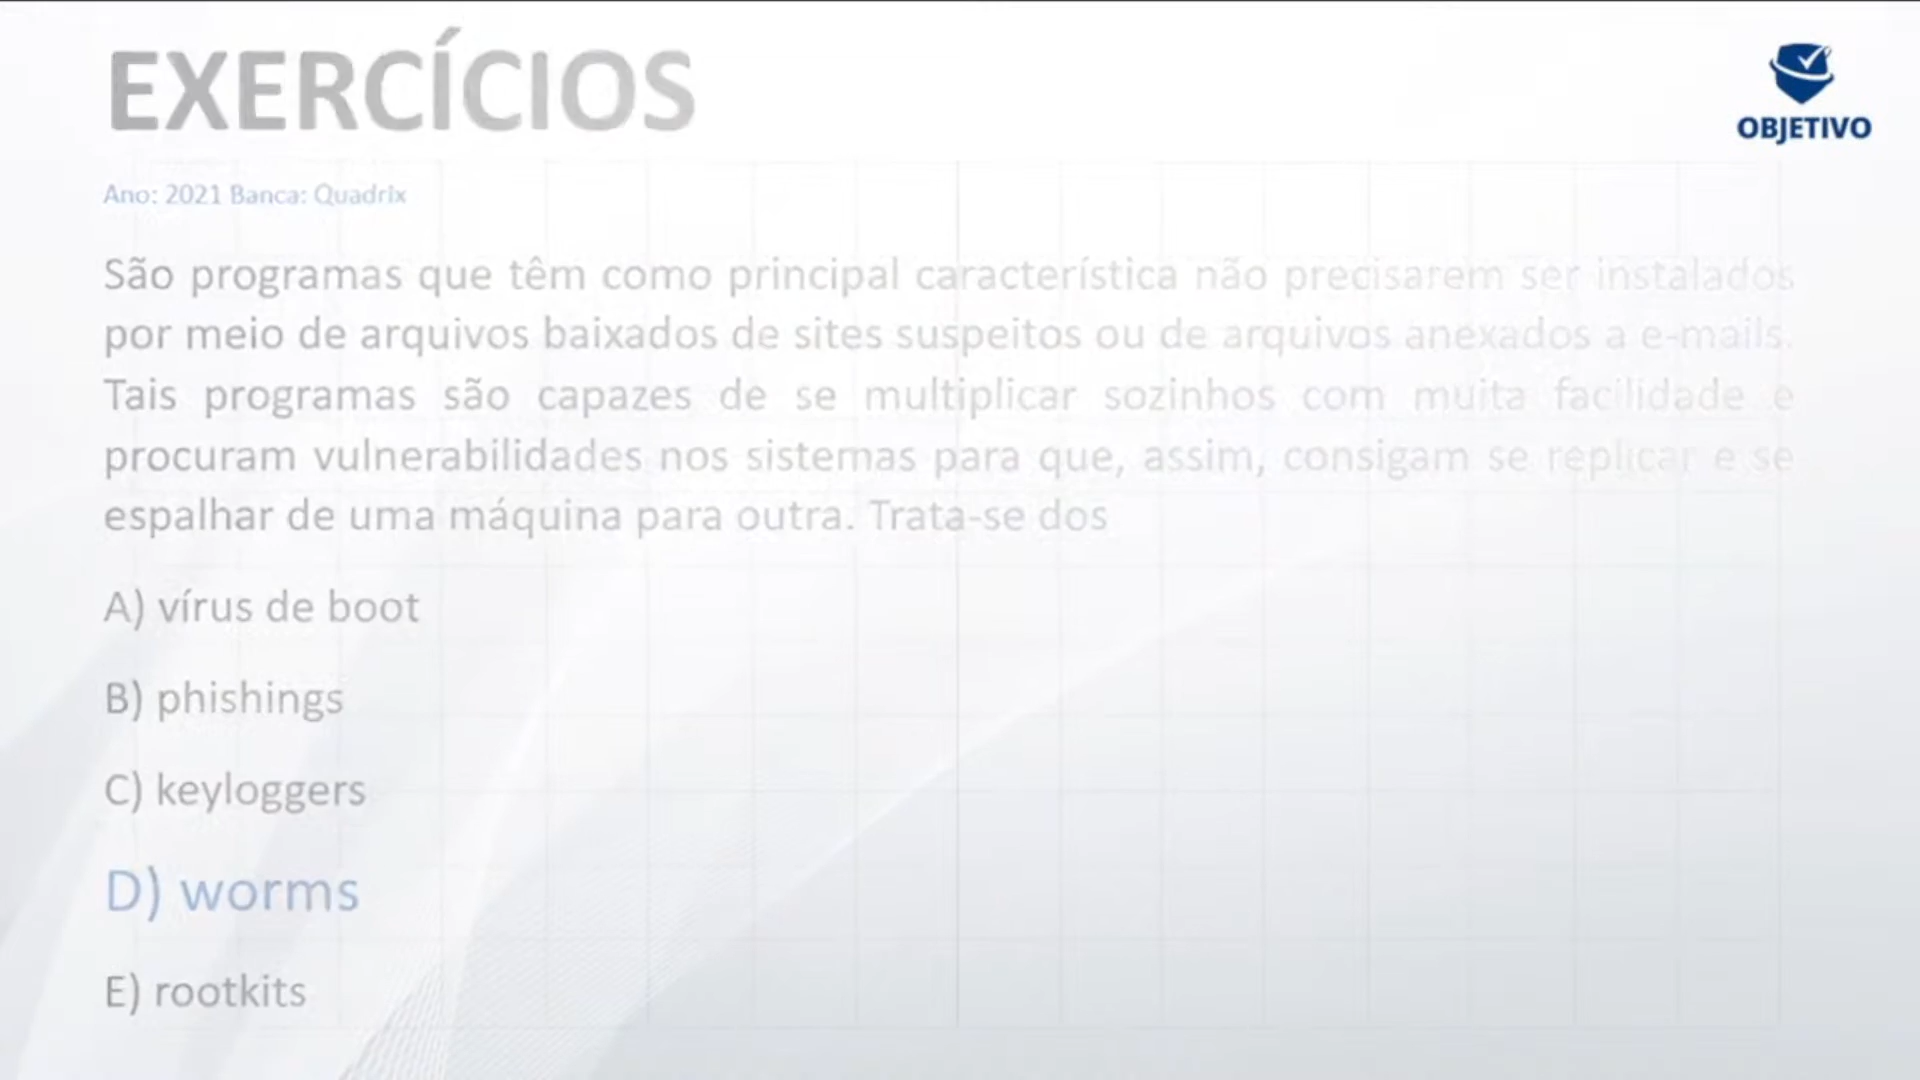 EXERCÍCIOS
OBJETIVO
Ano: 2021 Banca: Quadrix
São programas que têm como principal característica não precisarem ser instalados
por meio de arquivos baixados de sites suspeitos ou de arquivos anexados a e-mails.
Tais programas são capazes de se multiplicar sozinhos com muita facilidade e
procuram vulnerabilidades nos sistemas para que, assim, consigam se replicar e se
espalhar de uma máquina para outra. Trata-se dos
A) vírus de boot
B) phishings
C) keyloggers
D) worms
E) rootkits